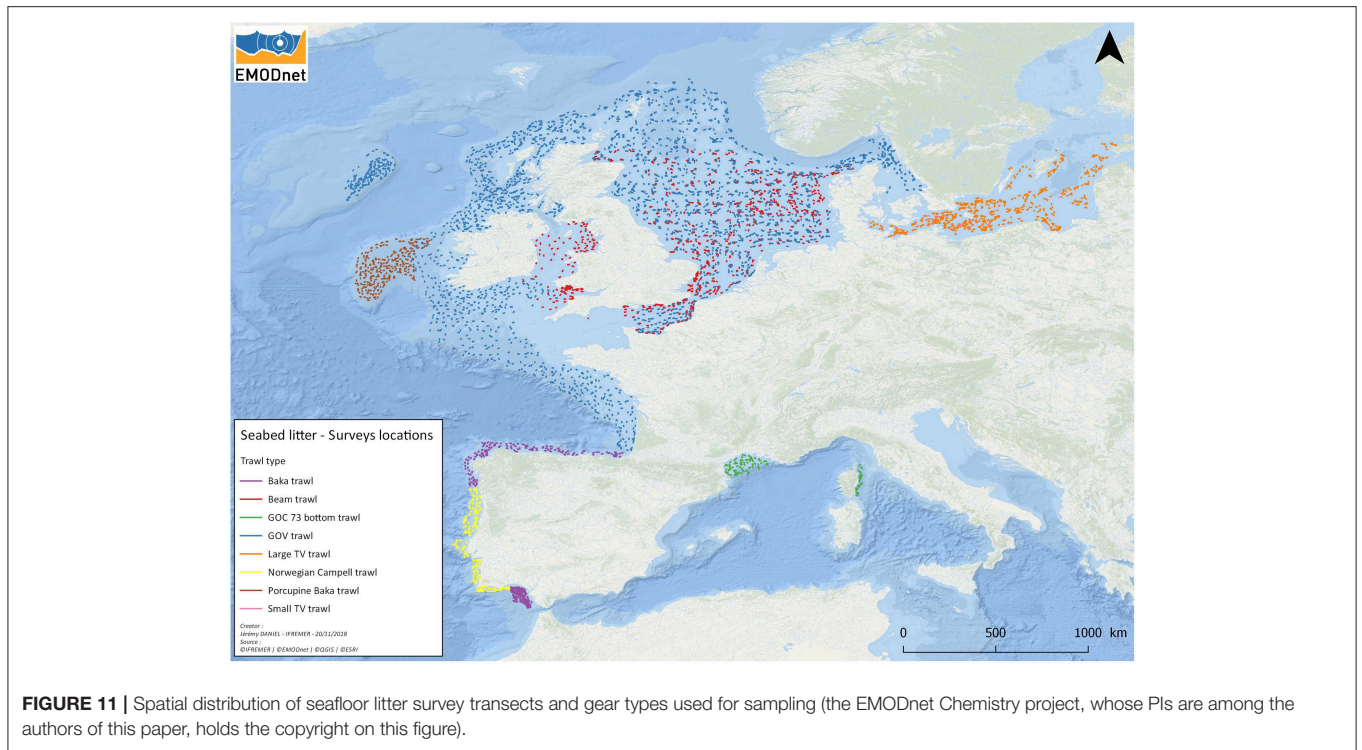 EMODnet
Seabed litter - Surveys locations
Trawl type
Baka trawl
Beam trawl
GOC 73 bottom trawl
GOV trawl
Large TV trawl
Norwegian Campell trawl
Porcupine Baka trawl
Small TV trawl
Creator :
Jérémy DANIEL - IFREMER - 20/11/2018
Source :
©IFREMER | ©EMODnet | ©QGIS | ©ESRI
0 500 1000 km
FIGURE 11 | Spatial distribution of seafloor litter survey transects and gear types used for sampling (the EMODnet Chemistry project, whose PIs are among the
authors of this paper, holds the copyright on this figure).